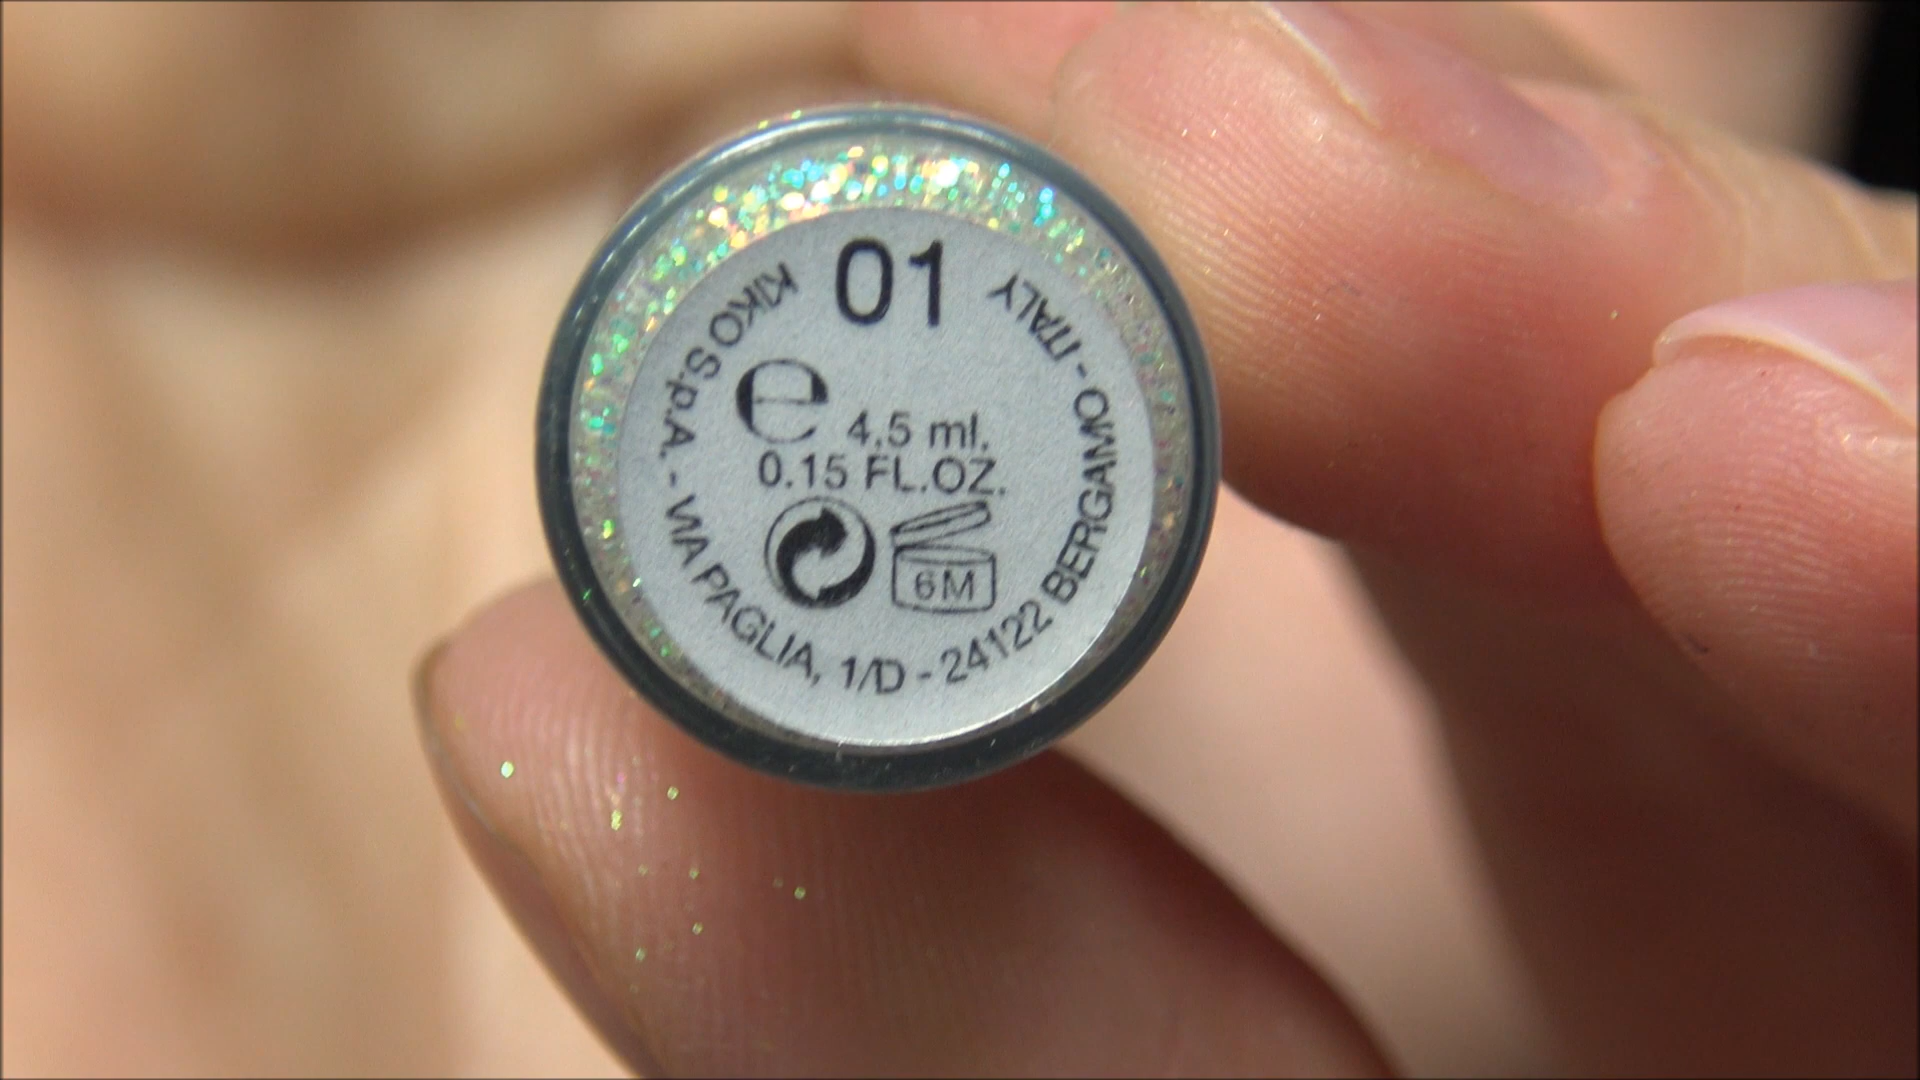 01
℮ 4.5 ml.
0.15 FL.OZ.
6M
KIKO S.p.A. - VIA PAGLIA, 1/D - 24122 BERGAMO - ITALY